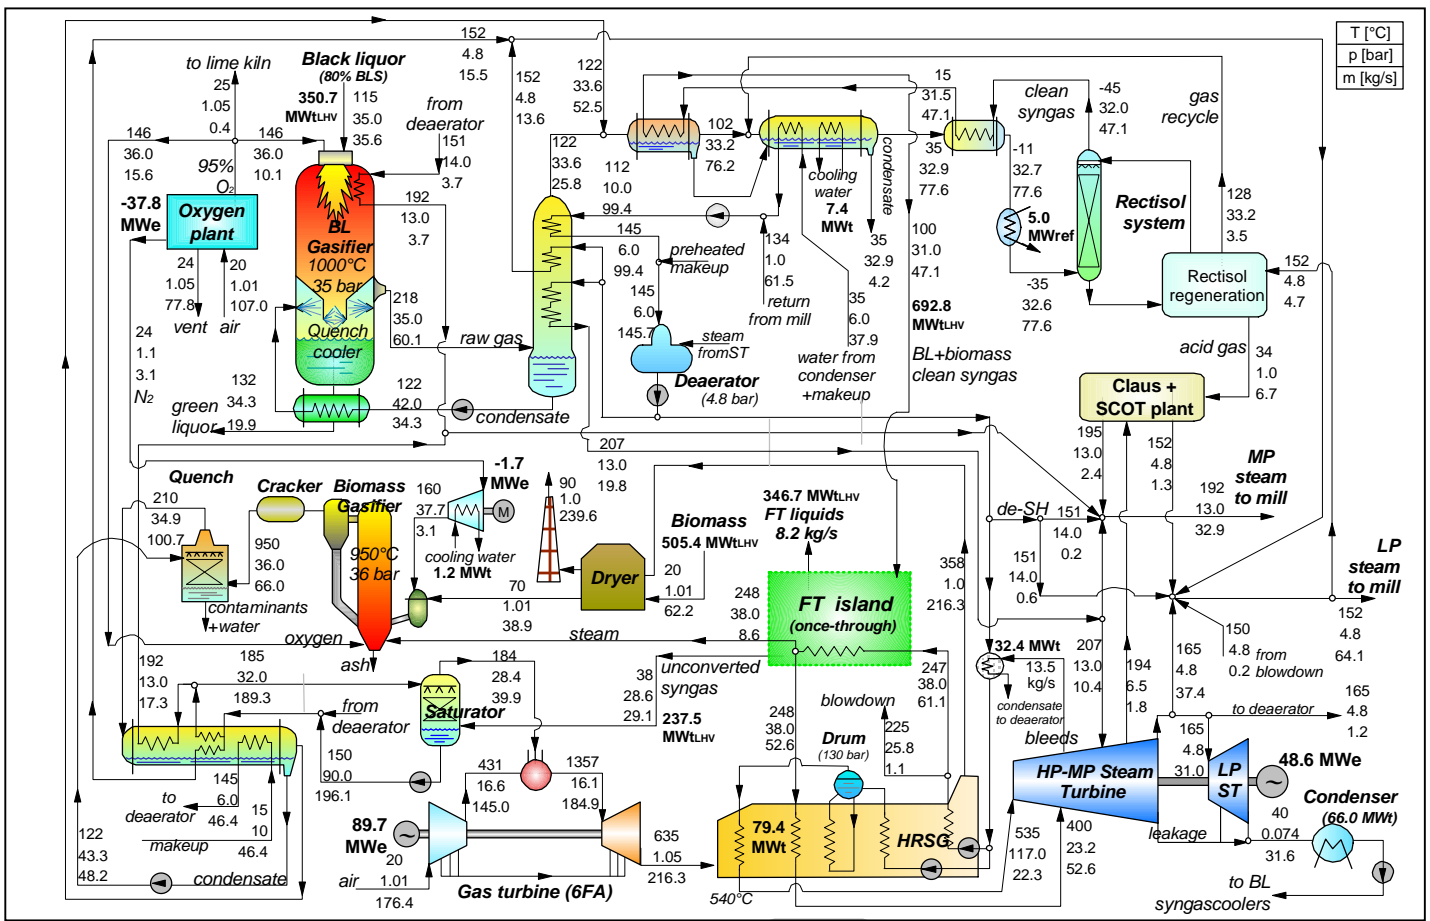 T [°C]
p [bar]
m [kg/s]
152
4.8
15.5
to lime kiln
25
1.05
0.4
Black liquor
(80% BLS)
350.7
MWtLHV
115
35.0
35.6
from
deaerator
151
14.0
3.7
152
4.8
13.6
122
33.6
52.5
15
31.5
47.1
clean
syngas
-45
32.0
47.1
gas
recycle
146
36.0
15.6
146
36.0
10.1
95%
O2
-37.8
MWe
Oxygen
plant
BL
Gasifier
1000°C
35 bar
Quench
cooler
192
13.0
3.7
122
33.6
25.8
102
33.2
76.2
112
10.0
99.4
cooling
water
7.4
MWt
condensate
35
32.9
77.6
-11
32.7
77.6
5.0
MWref
Rectisol
system
128
33.2
3.5
Rectisol
regeneration
152
4.8
4.7
24
1.05
77.8
vent
20
1.01
107.0
air
218
35.0
60.1
raw gas
145
6.0
99.4
preheated
makeup
134
1.0
61.5
return
from mill
35
32.9
4.2
100
31.0
47.1
692.8
MWtLHV
BL+biomass
clean syngas
-35
32.6
77.6
24
1.1
3.1
N2
145
6.0
145.7
steam
fromST
Deaerator
(4.8 bar)
35
6.0
37.9
water from
condenser
+makeup
acid gas
34
1.0
6.7
Claus +
SCOT plant
132
34.3
19.9
green
liquor
122
42.0
34.3
condensate
195
13.0
2.4
152
4.8
1.3
MP
steam
to mill
192
13.0
32.9
Quench
210
34.9
100.7
Cracker
Biomass
Gasifier
950°C
36 bar
950
36.0
66.0
160
37.7
3.1
-1.7
MWe
M
cooling water
1.2 MWt
90
1.0
239.6
207
13.0
19.8
Biomass
505.4 MWtLHV
346.7 MWtLHV
FT liquids
8.2 kg/s
de-SH
151
14.0
0.2
151
14.0
0.6
LP
steam
to mill
152
4.8
64.1
contaminants
+water
70
1.01
38.9
Dryer
20
1.01
62.2
248
38.0
8.6
FT island
(once-through)
358
1.0
216.3
oxygen
ash
steam
32.4 MWt
13.5
kg/s
condensate
to deaerator
bleeds
207
13.0
10.4
194
6.5
1.8
165
4.8
37.4
150
4.8
0.2
from
blowdown
192
13.0
17.3
185
32.0
189.3
184
28.4
39.9
Saturator
from
deaerator
38
28.6
29.1
unconverted
syngas
237.5
MWtLHV
247
38.0
61.1
blowdown
225
25.8
1.1
248
38.0
52.6
Drum
(130 bar)
165
4.8
1.2
to deaerator
165
4.8
31.0
HP-MP Steam
Turbine
LP
ST
48.6 MWe
150
90.0
196.1
145
6.0
46.4
to
deaerator
15
10
46.4
makeup
431
16.6
145.0
1357
16.1
184.9
89.7
MWe
20
1.01
176.4
air
Gas turbine (6FA)
635
1.05
216.3
79.4
MWt
HRSG
540°C
535
117.0
22.3
400
23.2
52.6
leakage
40
0.074
31.6
Condenser
(66.0 MWt)
to BL
syngascoolers
122
43.3
48.2
condensate